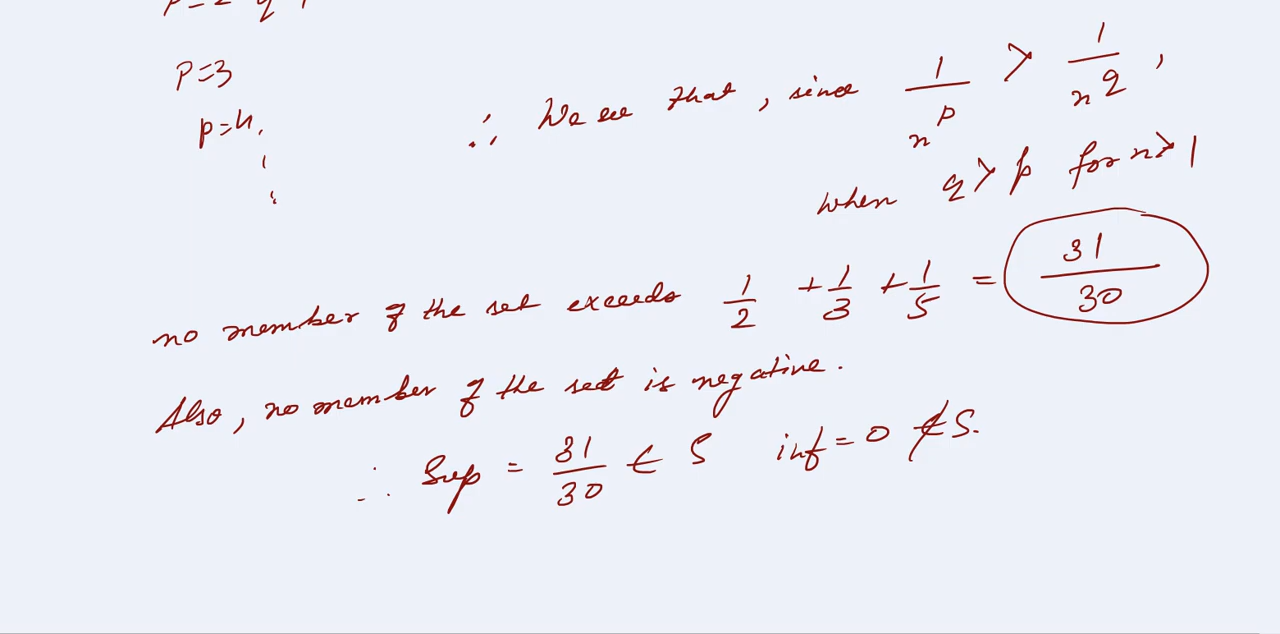 P=3
p=4,
∴ We see that, since 1/n^p > 1/n^q,
when q > p for n > 1
no member of the set exceeds 1/2 + 1/3 + 1/5 = 31/30
Also, no member of the set is negative.
∴ Sup = 31/30 ∈ S inf = 0 ∉ S.